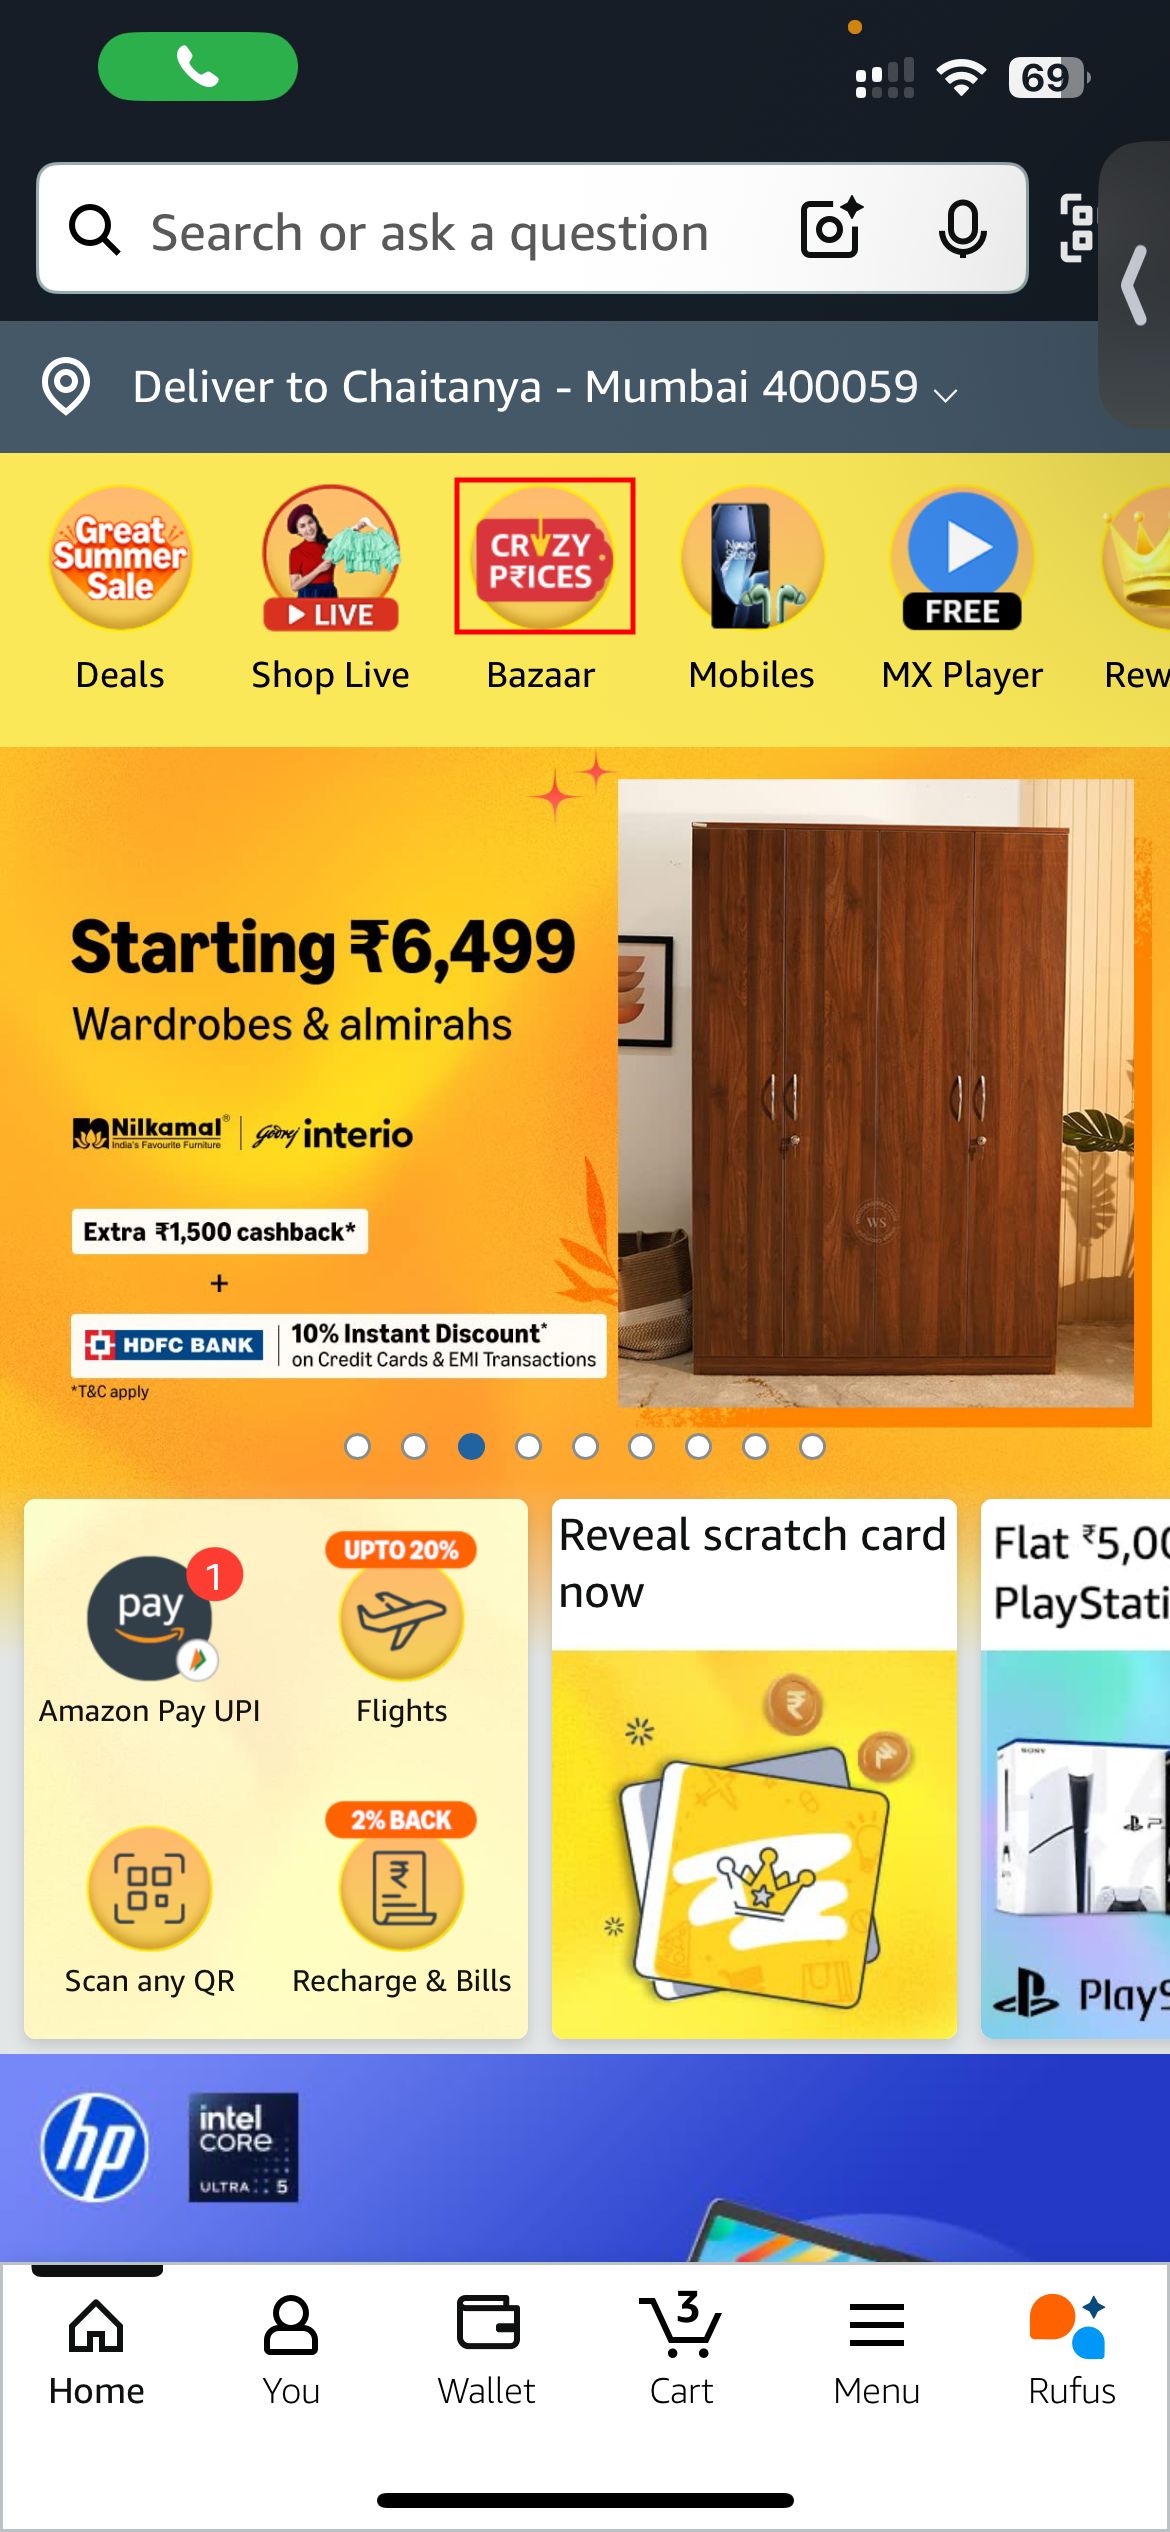 69
Search or ask a question
Deliver to Chaitanya - Mumbai 400059
Great
Summer
Sale
LIVE
CRAZY
P₹ICES
FREE
Deals
Shop Live
Bazaar
Mobiles
MX Player
Rew
Starting ₹6,499
Wardrobes & almirahs
Nilkamal®
India's Favourite Furniture
Godrej interio
Extra ₹1,500 cashback*
+
HDFC BANK
10% Instant Discount*
on Credit Cards & EMI Transactions
*T&C apply
WS
pay
1
UPTO 20%
Amazon Pay UPI
Flights
2% BACK
Scan any QR
Recharge & Bills
Reveal scratch card
now
Flat ₹5,00
PlayStati
SONY
PlayS
hp
intel
CORE
ULTRA 5
Home
You
Wallet
3
Cart
Menu
Rufus